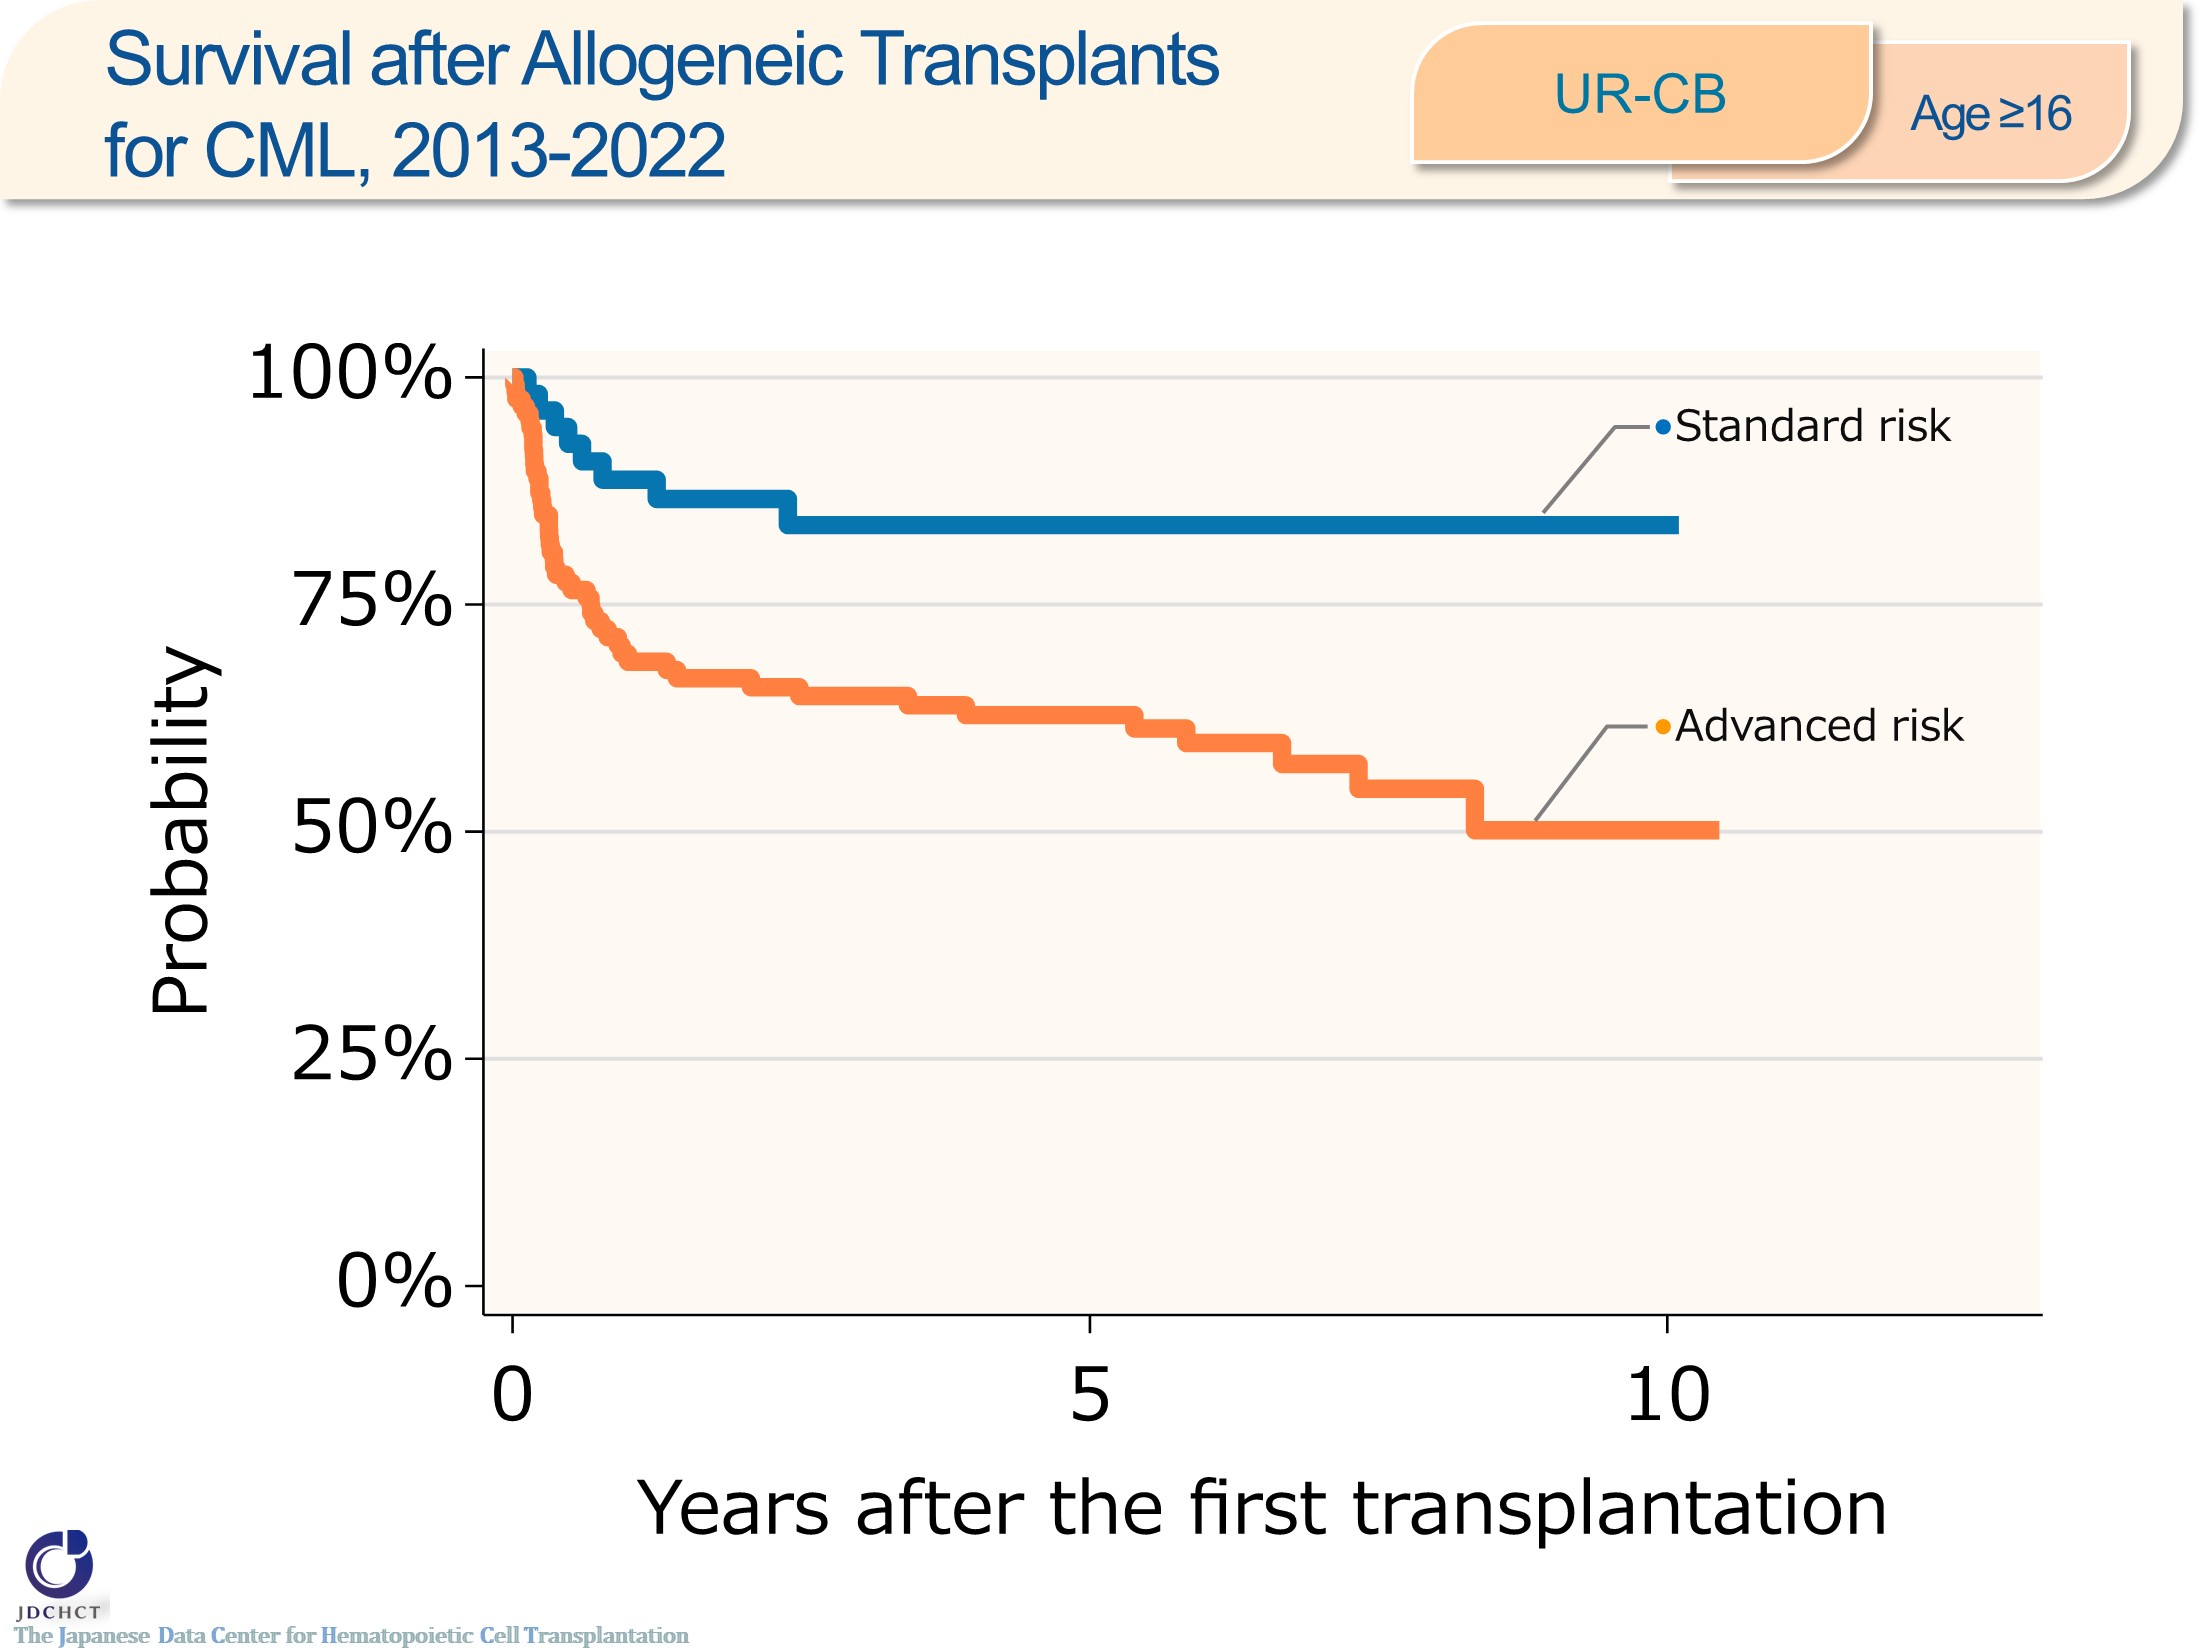 Survival after Allogeneic Transplants
for CML, 2013-2022
UR-CB
Age ≥16
100%
75%
50%
25%
0%
Probability
Standard risk
Advanced risk
0 5 10
Years after the first transplantation
JDCHCT
The Japanese Data Center for Hematopoietic Cell Transplantation